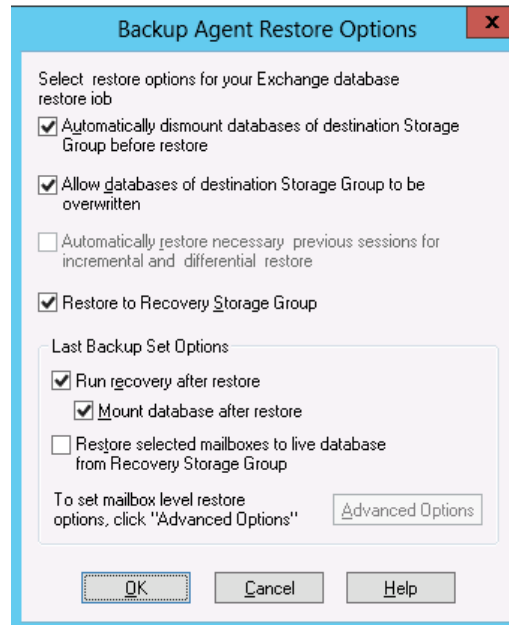 Backup Agent Restore Options
x
Select restore options for your Exchange database
restore job
Automatically dismount databases of destination Storage
Group before restore
Allow databases of destination Storage Group to be
overwritten
Automatically restore necessary previous sessions for
incremental and differential restore
Restore to Recovery Storage Group
Last Backup Set Options
Run recovery after restore
Mount database after restore
Restore selected mailboxes to live database
from Recovery Storage Group
To set mailbox level restore
options, click "Advanced Options"
Advanced Options
OK
Cancel
Help